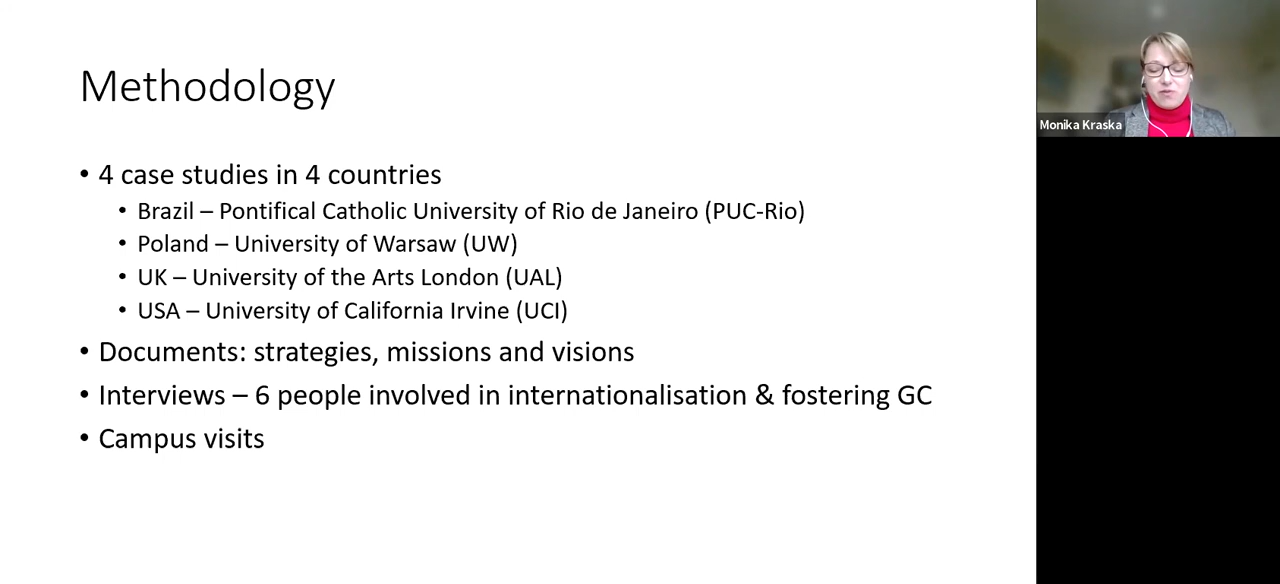 Methodology
• 4 case studies in 4 countries
• Brazil – Pontifical Catholic University of Rio de Janeiro (PUC-Rio)
• Poland – University of Warsaw (UW)
• UK – University of the Arts London (UAL)
• USA – University of California Irvine (UCI)
• Documents: strategies, missions and visions
• Interviews – 6 people involved in internationalisation & fostering GC
• Campus visits
Monika Kraska